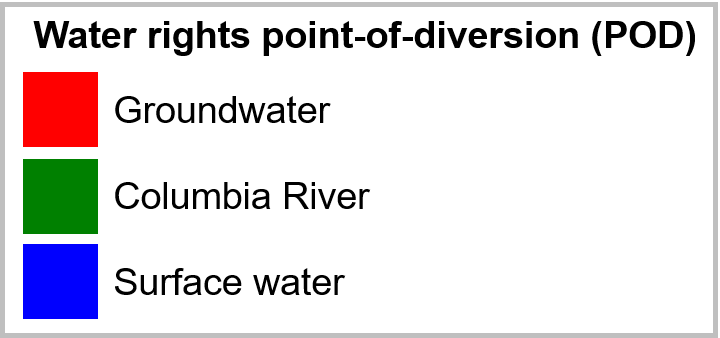 Water rights point-of-diversion (POD)
Groundwater
Columbia River
Surface water